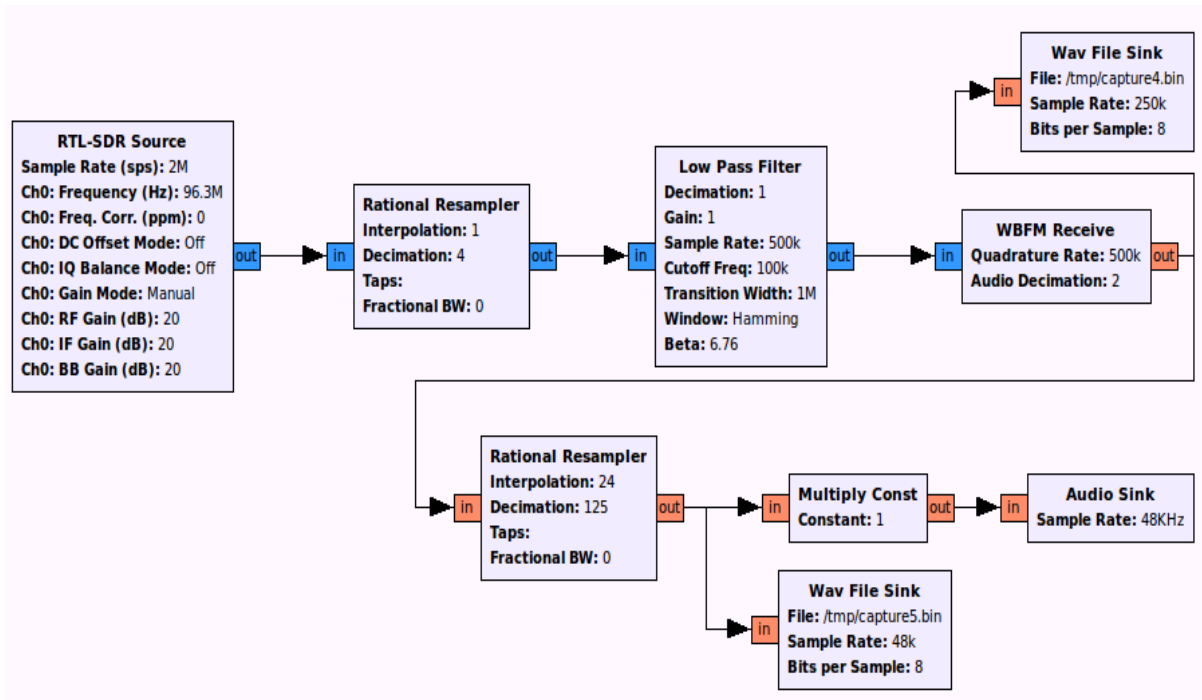 RTL-SDR Source
Sample Rate (sps): 2M
Ch0: Frequency (Hz): 96.3M
Ch0: Freq. Corr. (ppm): 0
Ch0: DC Offset Mode: Off
Ch0: IQ Balance Mode: Off
Ch0: Gain Mode: Manual
Ch0: RF Gain (dB): 20
Ch0: IF Gain (dB): 20
Ch0: BB Gain (dB): 20
out
in
Rational Resampler
Interpolation: 1
Decimation: 4
Taps:
Fractional BW: 0
out
in
Low Pass Filter
Decimation: 1
Gain: 1
Sample Rate: 500k
Cutoff Freq: 100k
Transition Width: 1M
Window: Hamming
Beta: 6.76
out
in
WBFM Receive
Quadrature Rate: 500k
Audio Decimation: 2
out
in
Wav File Sink
File: /tmp/capture4.bin
Sample Rate: 250k
Bits per Sample: 8
in
Rational Resampler
Interpolation: 24
Decimation: 125
Taps:
Fractional BW: 0
out
in
Multiply Const
Constant: 1
out
in
Audio Sink
Sample Rate: 48KHz
in
Wav File Sink
File: /tmp/capture5.bin
Sample Rate: 48k
Bits per Sample: 8